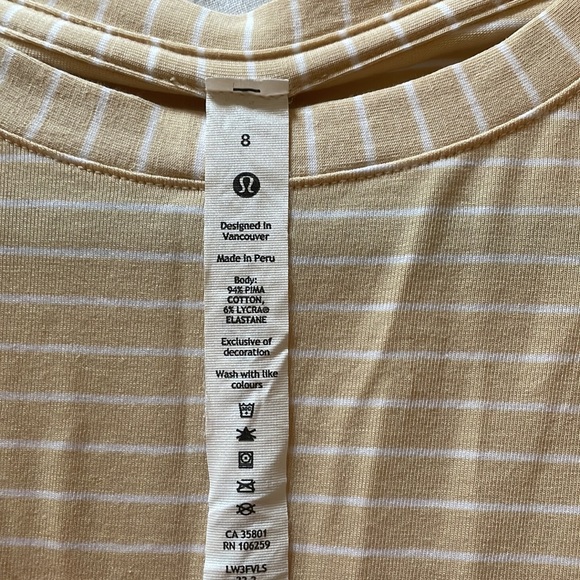 8
Designed in
Vancouver
Made in Peru
Body:
94% PIMA
COTTON,
6% LYCRA®
ELASTANE
Exclusive of
decoration
Wash with like
colours
CA 35801
RN 106259
LW3FVLS